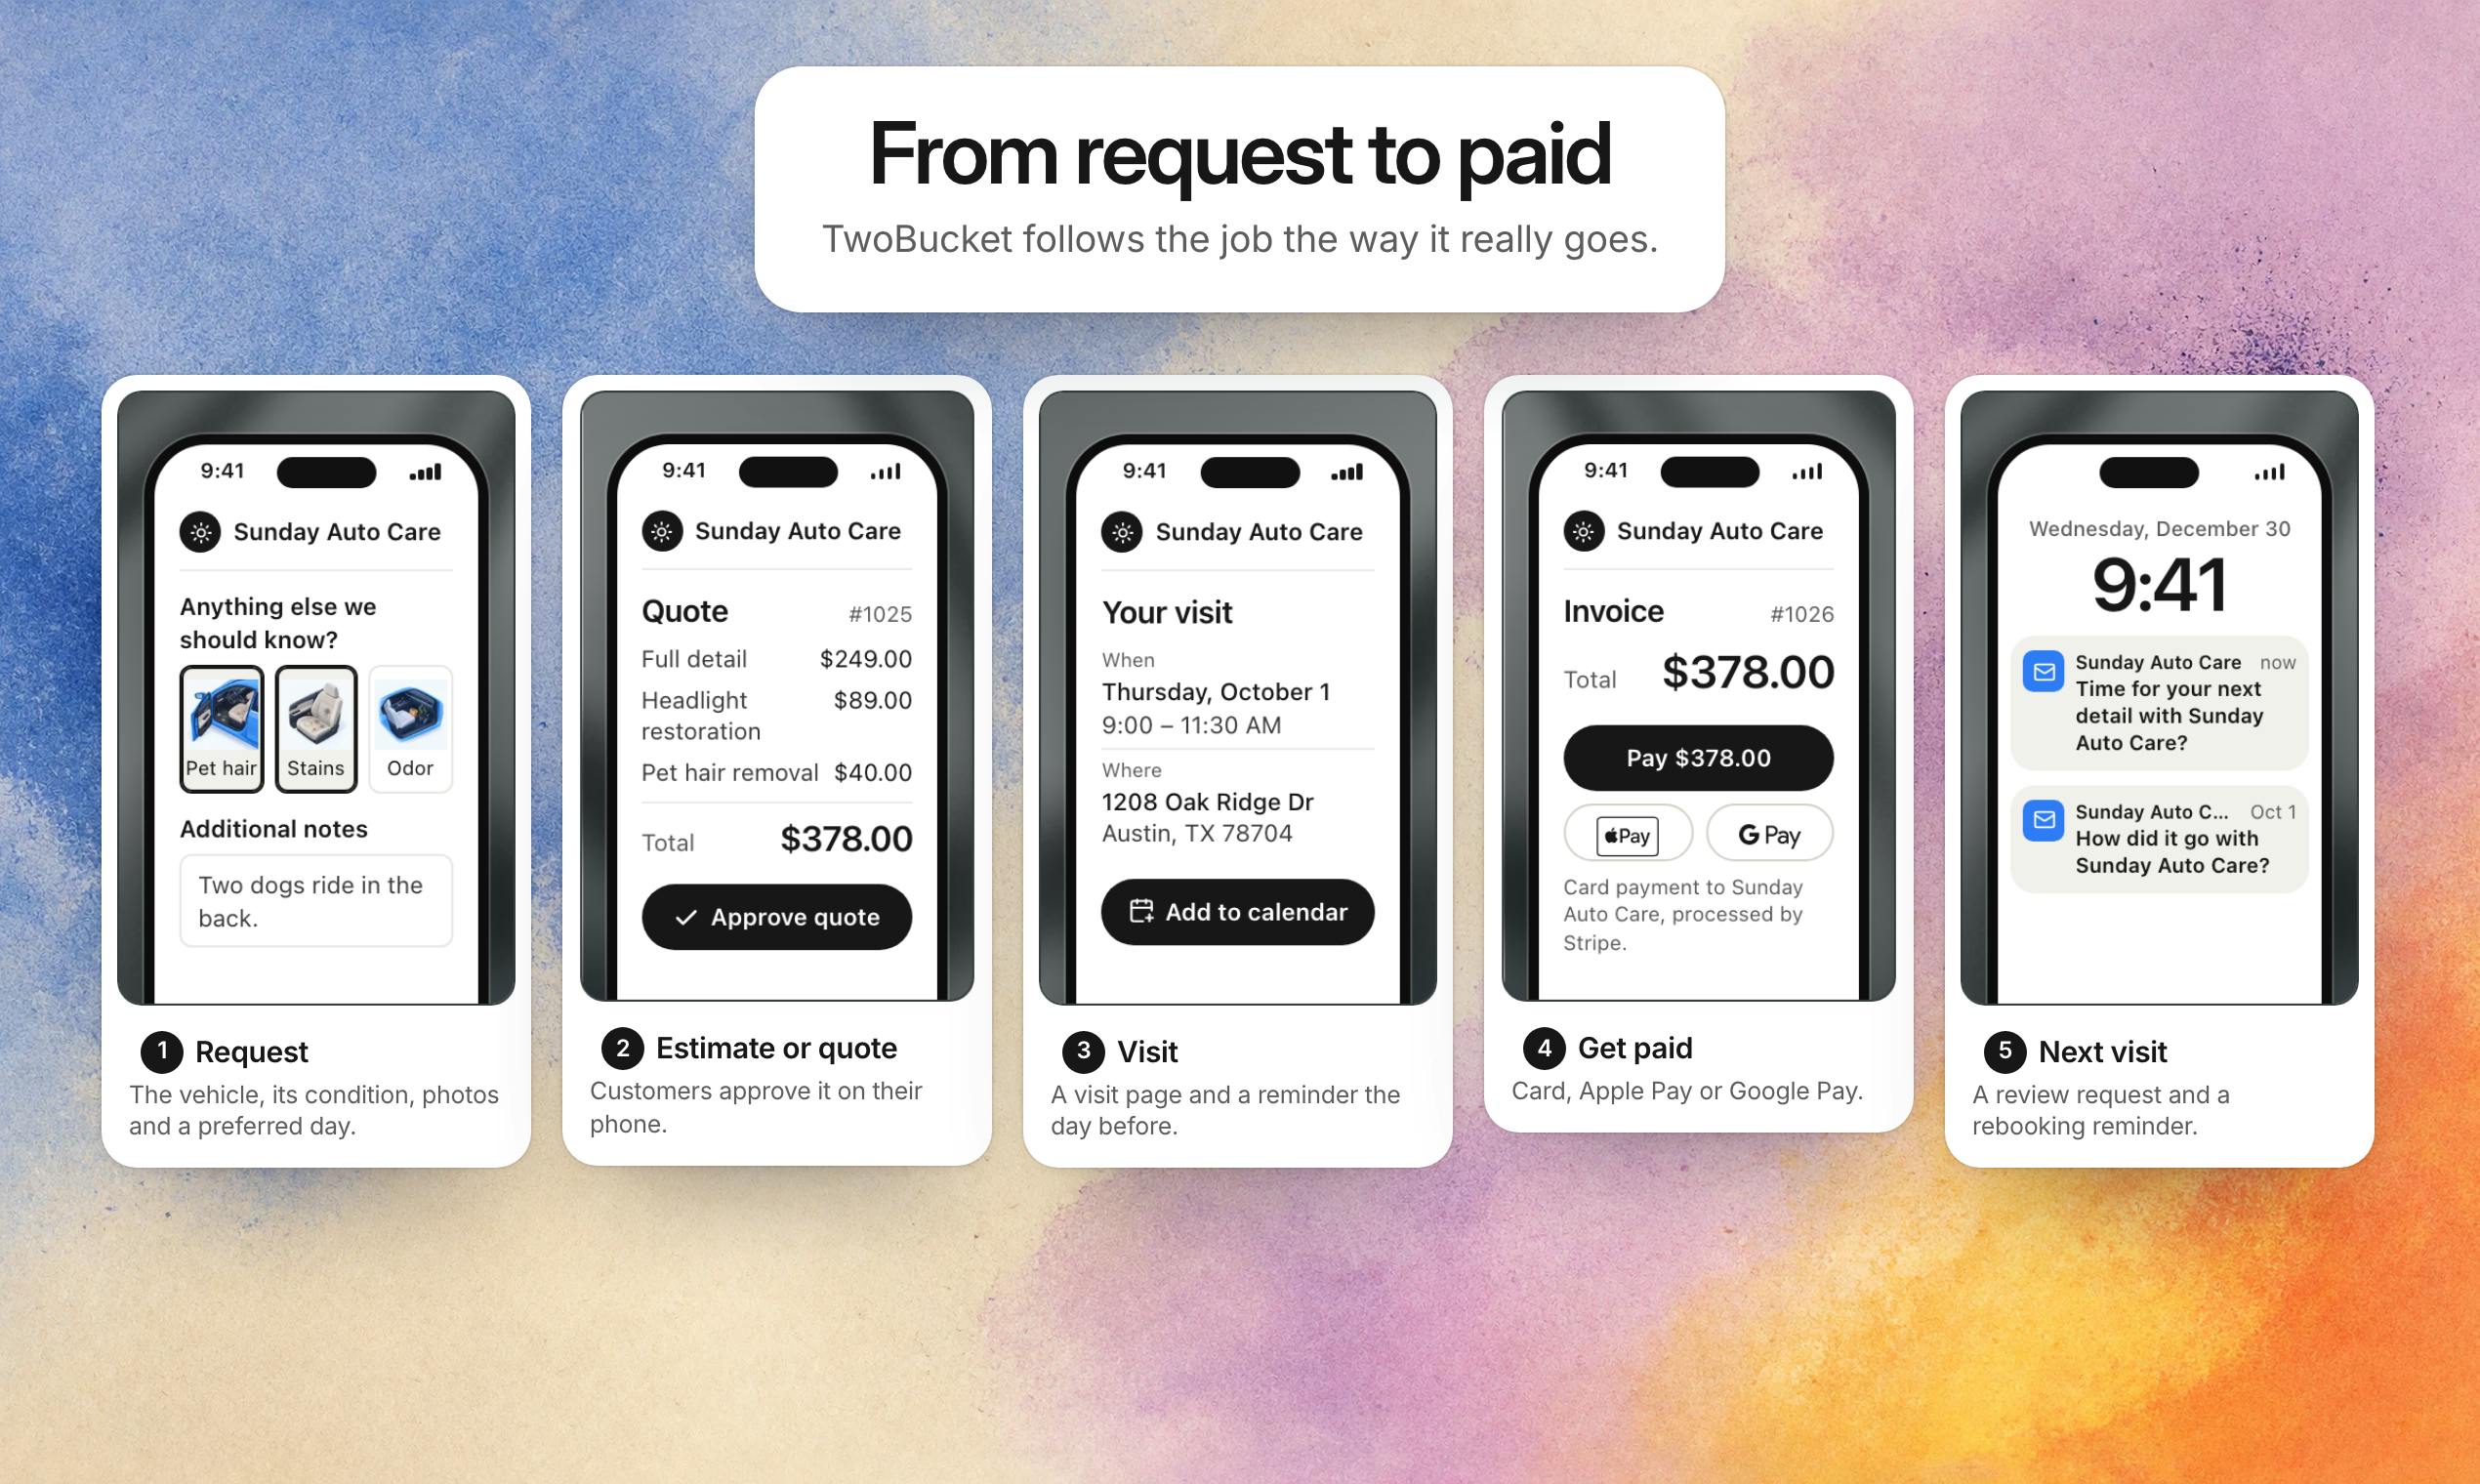 From request to paid
TwoBucket follows the job the way it really goes.
9:41
Sunday Auto Care
Anything else we
should know?
Pet hair
Stains
Odor
Additional notes
Two dogs ride in the
back.
1 Request
The vehicle, its condition, photos
and a preferred day.
9:41
Sunday Auto Care
Quote #1025
Full detail $249.00
Headlight $89.00
restoration
Pet hair removal $40.00
Total $378.00
Approve quote
2 Estimate or quote
Customers approve it on their
phone.
9:41
Sunday Auto Care
Your visit
When
Thursday, October 1
9:00 – 11:30 AM
Where
1208 Oak Ridge Dr
Austin, TX 78704
Add to calendar
3 Visit
A visit page and a reminder the
day before.
9:41
Sunday Auto Care
Invoice #1026
Total $378.00
Pay $378.00
Pay
G Pay
Card payment to Sunday
Auto Care, processed by
Stripe.
4 Get paid
Card, Apple Pay or Google Pay.
Wednesday, December 30
9:41
Sunday Auto Care now
Time for your next
detail with Sunday
Auto Care?
Sunday Auto C... Oct 1
How did it go with
Sunday Auto Care?
5 Next visit
A review request and a
rebooking reminder.